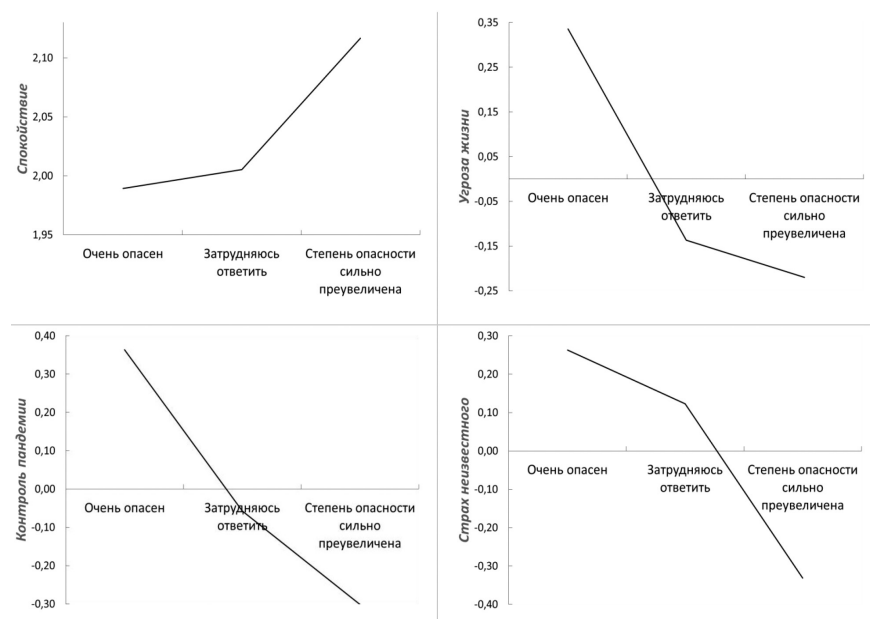 Спокойствие
2,10
2,05
2,00
1,95
Очень опасен
Затрудняюсь
ответить
Степень опасности
сильно
преувеличена
Угроза жизни
0,35
0,25
0,15
0,05
-0,05
-0,15
-0,25
Очень опасен
Затрудняюсь
ответить
Степень опасности
сильно
преувеличена
Контроль пандемии
0,40
0,30
0,20
0,10
0,00
-0,10
-0,20
-0,30
Очень опасен
Затрудняюсь
ответить
Степень опасности
сильно
преувеличена
Страх неизвестного
0,30
0,20
0,10
0,00
-0,10
-0,20
-0,30
-0,40
Очень опасен
Затрудняюсь
ответить
Степень опасности
сильно
преувеличена